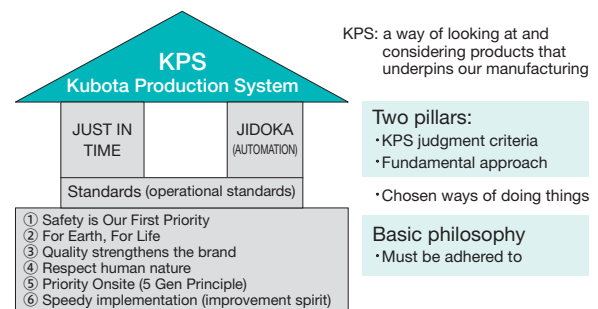 KPS
Kubota Production System
JUST IN
TIME
JIDOKA
(AUTOMATION)
Standards (operational standards)
① Safety is Our First Priority
② For Earth, For Life
③ Quality strengthens the brand
④ Respect human nature
⑤ Priority Onsite (5 Gen Principle)
⑥ Speedy implementation (improvement spirit)
KPS: a way of looking at and
considering products that
underpins our manufacturing
Two pillars:
・KPS judgment criteria
・Fundamental approach
・Chosen ways of doing things
Basic philosophy
・Must be adhered to